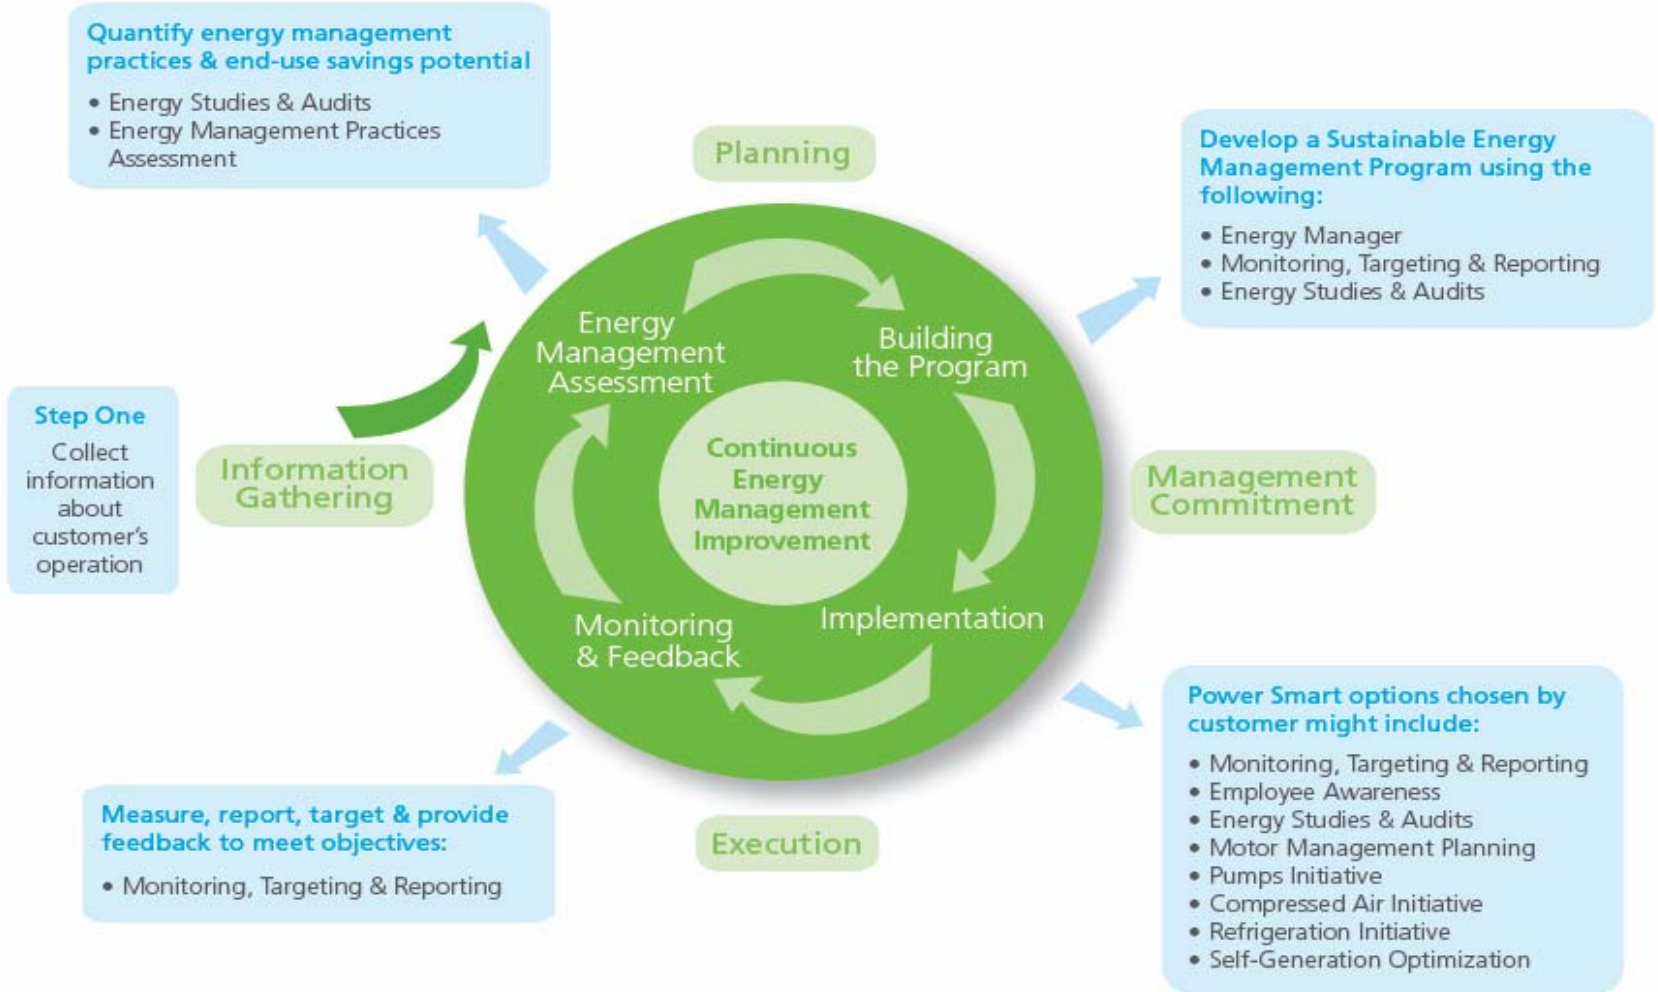 Quantify energy management
practices & end-use savings potential
• Energy Studies & Audits
• Energy Management Practices
Assessment
Planning
Develop a Sustainable Energy
Management Program using the
following:
• Energy Manager
• Monitoring, Targeting & Reporting
• Energy Studies & Audits
Energy
Management
Assessment
Building
the Program
Step One
Collect
information
about
customer's
operation
Information
Gathering
Continuous
Energy
Management
Improvement
Management
Commitment
Monitoring
& Feedback
Implementation
Power Smart options chosen by
customer might include:
• Monitoring, Targeting & Reporting
• Employee Awareness
• Energy Studies & Audits
• Motor Management Planning
• Pumps Initiative
• Compressed Air Initiative
• Refrigeration Initiative
• Self-Generation Optimization
Measure, report, target & provide
feedback to meet objectives:
• Monitoring, Targeting & Reporting
Execution